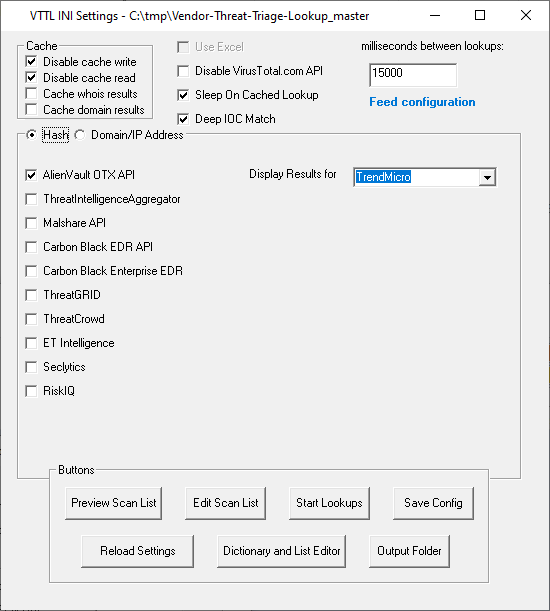 VTTL INI Settings - C:\tmp\Vendor-Threat-Triage-Lookup_master
Cache
Disable cache write
Disable cache read
Cache whois results
Cache domain results
Use Excel
Disable VirusTotal.com API
Sleep On Cached Lookup
Deep IOC Match
milliseconds between lookups:
15000
Feed configuration
Hash
Domain/IP Address
AlienVault OTX API
ThreatIntelligenceAggregator
Malshare API
Carbon Black EDR API
Carbon Black Enterprise EDR
ThreatGRID
ThreatCrowd
ET Intelligence
Seclytics
RiskIQ
Display Results for
TrendMicro
Buttons
Preview Scan List
Edit Scan List
Start Lookups
Save Config
Reload Settings
Dictionary and List Editor
Output Folder